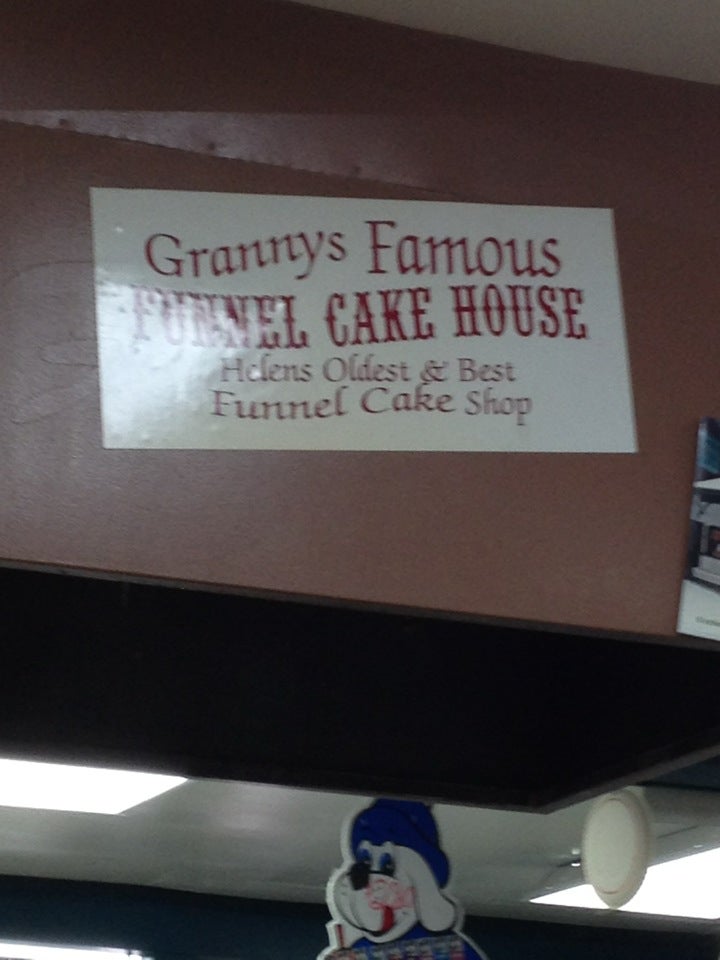 Grannys Famous
FUNNEL CAKE HOUSE
Helens Oldest & Best
Funnel Cake Shop